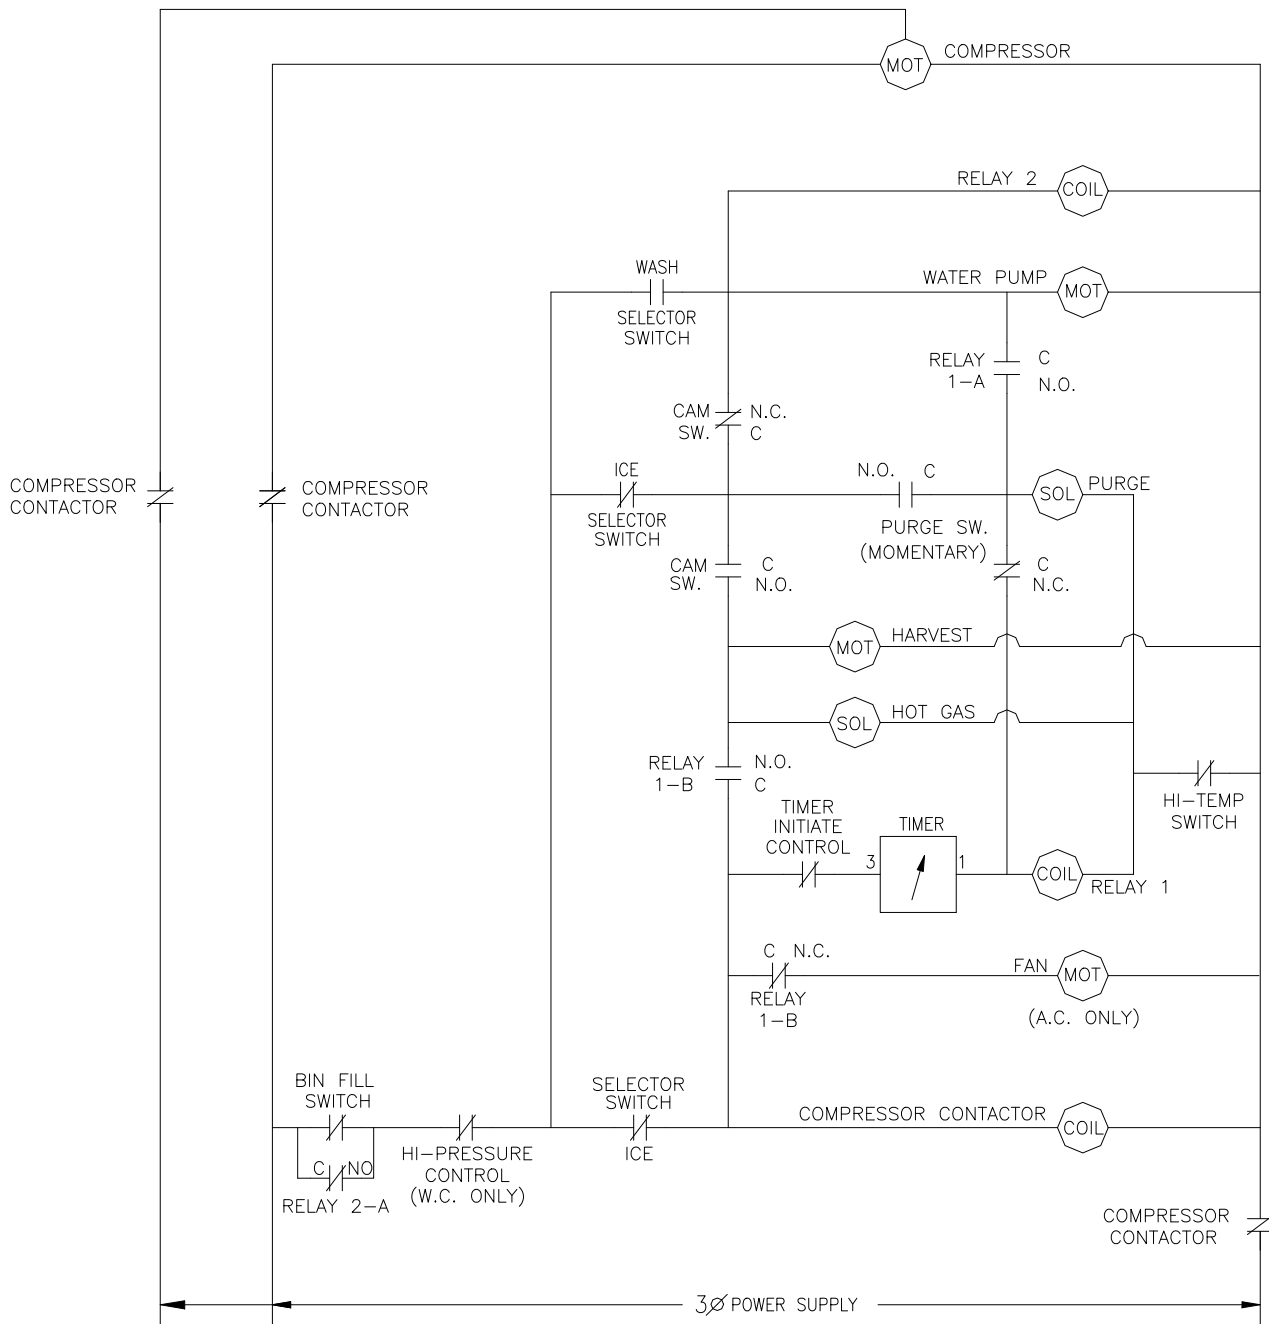 MOT
COMPRESSOR
RELAY 2
COIL
WASH
SELECTOR
SWITCH
WATER PUMP
MOT
RELAY
1-A
C
N.O.
CAM
SW.
N.C.
C
COMPRESSOR
CONTACTOR
COMPRESSOR
CONTACTOR
ICE
SELECTOR
SWITCH
N.O. C
PURGE SW.
(MOMENTARY)
SOL
PURGE
CAM
SW.
C
N.O.
C
N.C.
MOT
HARVEST
SOL
HOT GAS
RELAY
1-B
N.O.
C
HI-TEMP
SWITCH
TIMER
INITIATE
CONTROL
TIMER
3
1
COIL
RELAY 1
C N.C.
RELAY
1-B
FAN
MOT
(A.C. ONLY)
BIN FILL
SWITCH
C NO
RELAY 2-A
HI-PRESSURE
CONTROL
(W.C. ONLY)
SELECTOR
SWITCH
ICE
COMPRESSOR CONTACTOR
COIL
COMPRESSOR
CONTACTOR
3Ø POWER SUPPLY